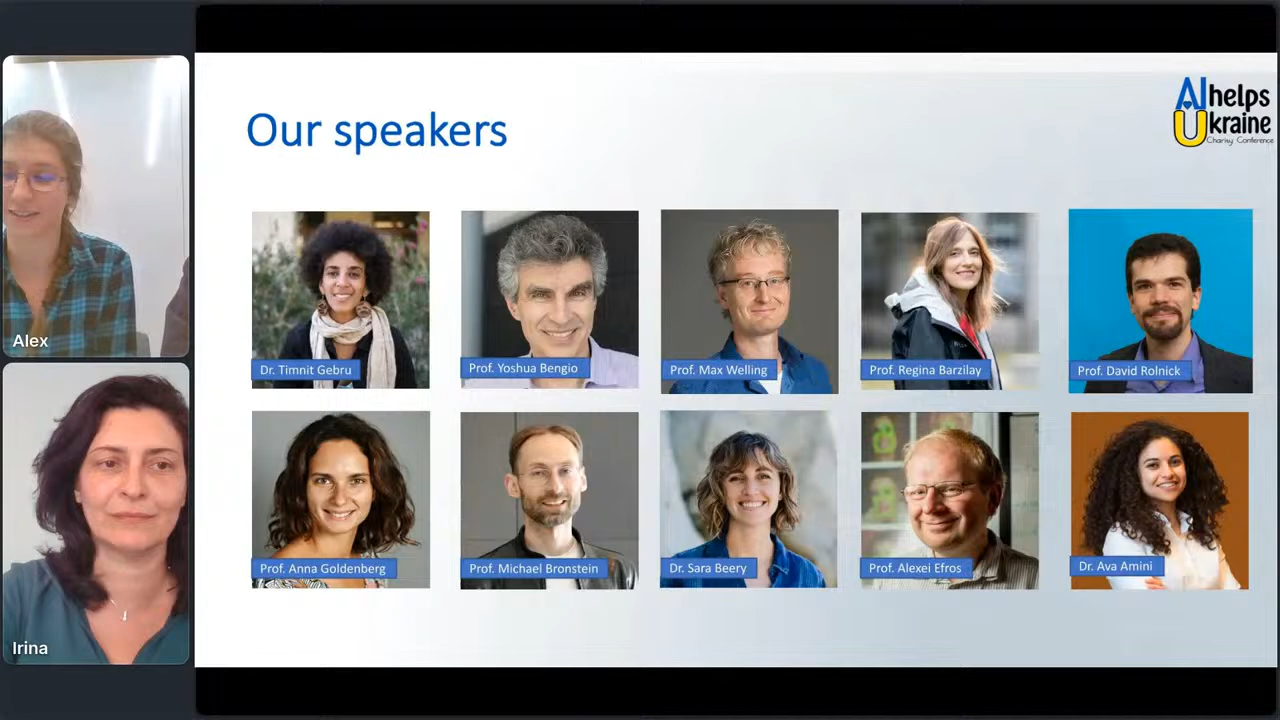 Alex
Irina
Our speakers
AI helps
Ukraine
Charity Conference
Dr. Timnit Gebru
Prof. Yoshua Bengio
Prof. Max Welling
Prof. Regina Barzilay
Prof. David Rolnick
Prof. Anna Goldenberg
Prof. Michael Bronstein
Dr. Sara Beery
Prof. Alexei Efros
Dr. Ava Amini